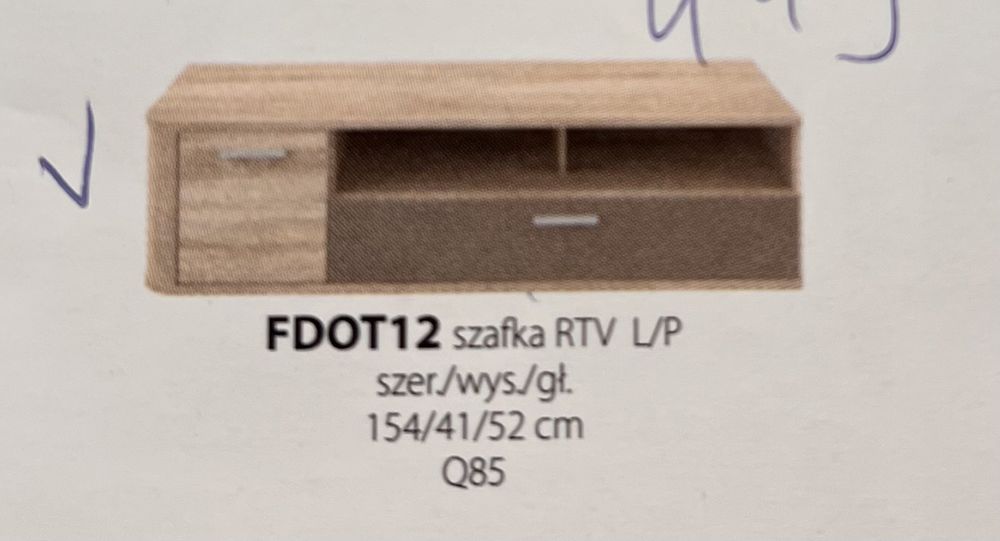 FDOT12 szafka RTV L/P
szer./wys./gł.
154/41/52 cm
Q85